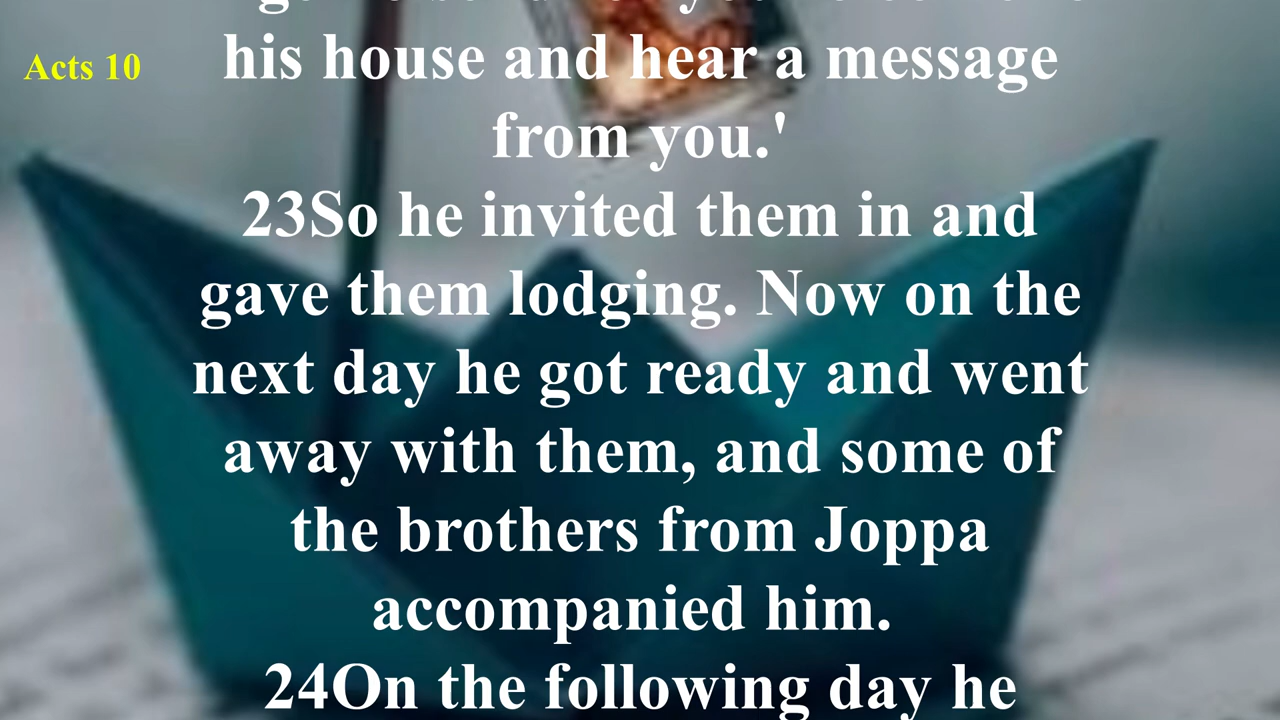 Acts 10
his house and hear a message
from you.'
23So he invited them in and
gave them lodging. Now on the
next day he got ready and went
away with them, and some of
the brothers from Joppa
accompanied him.
24On the following day he